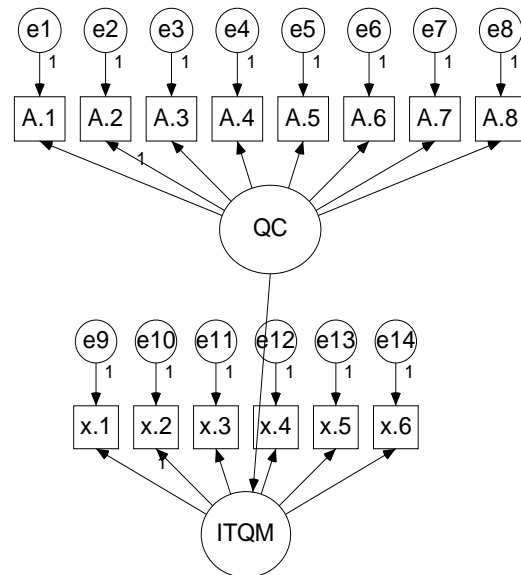 e1 e2 e3 e4 e5 e6 e7 e8
1 1 1 1 1 1 1 1
A.1 A.2 A.3 A.4 A.5 A.6 A.7 A.8
1
QC
e9 e10 e11 e12 e13 e14
1 1 1 1 1 1
x.1 x.2 x.3 x.4 x.5 x.6
1
ITQM